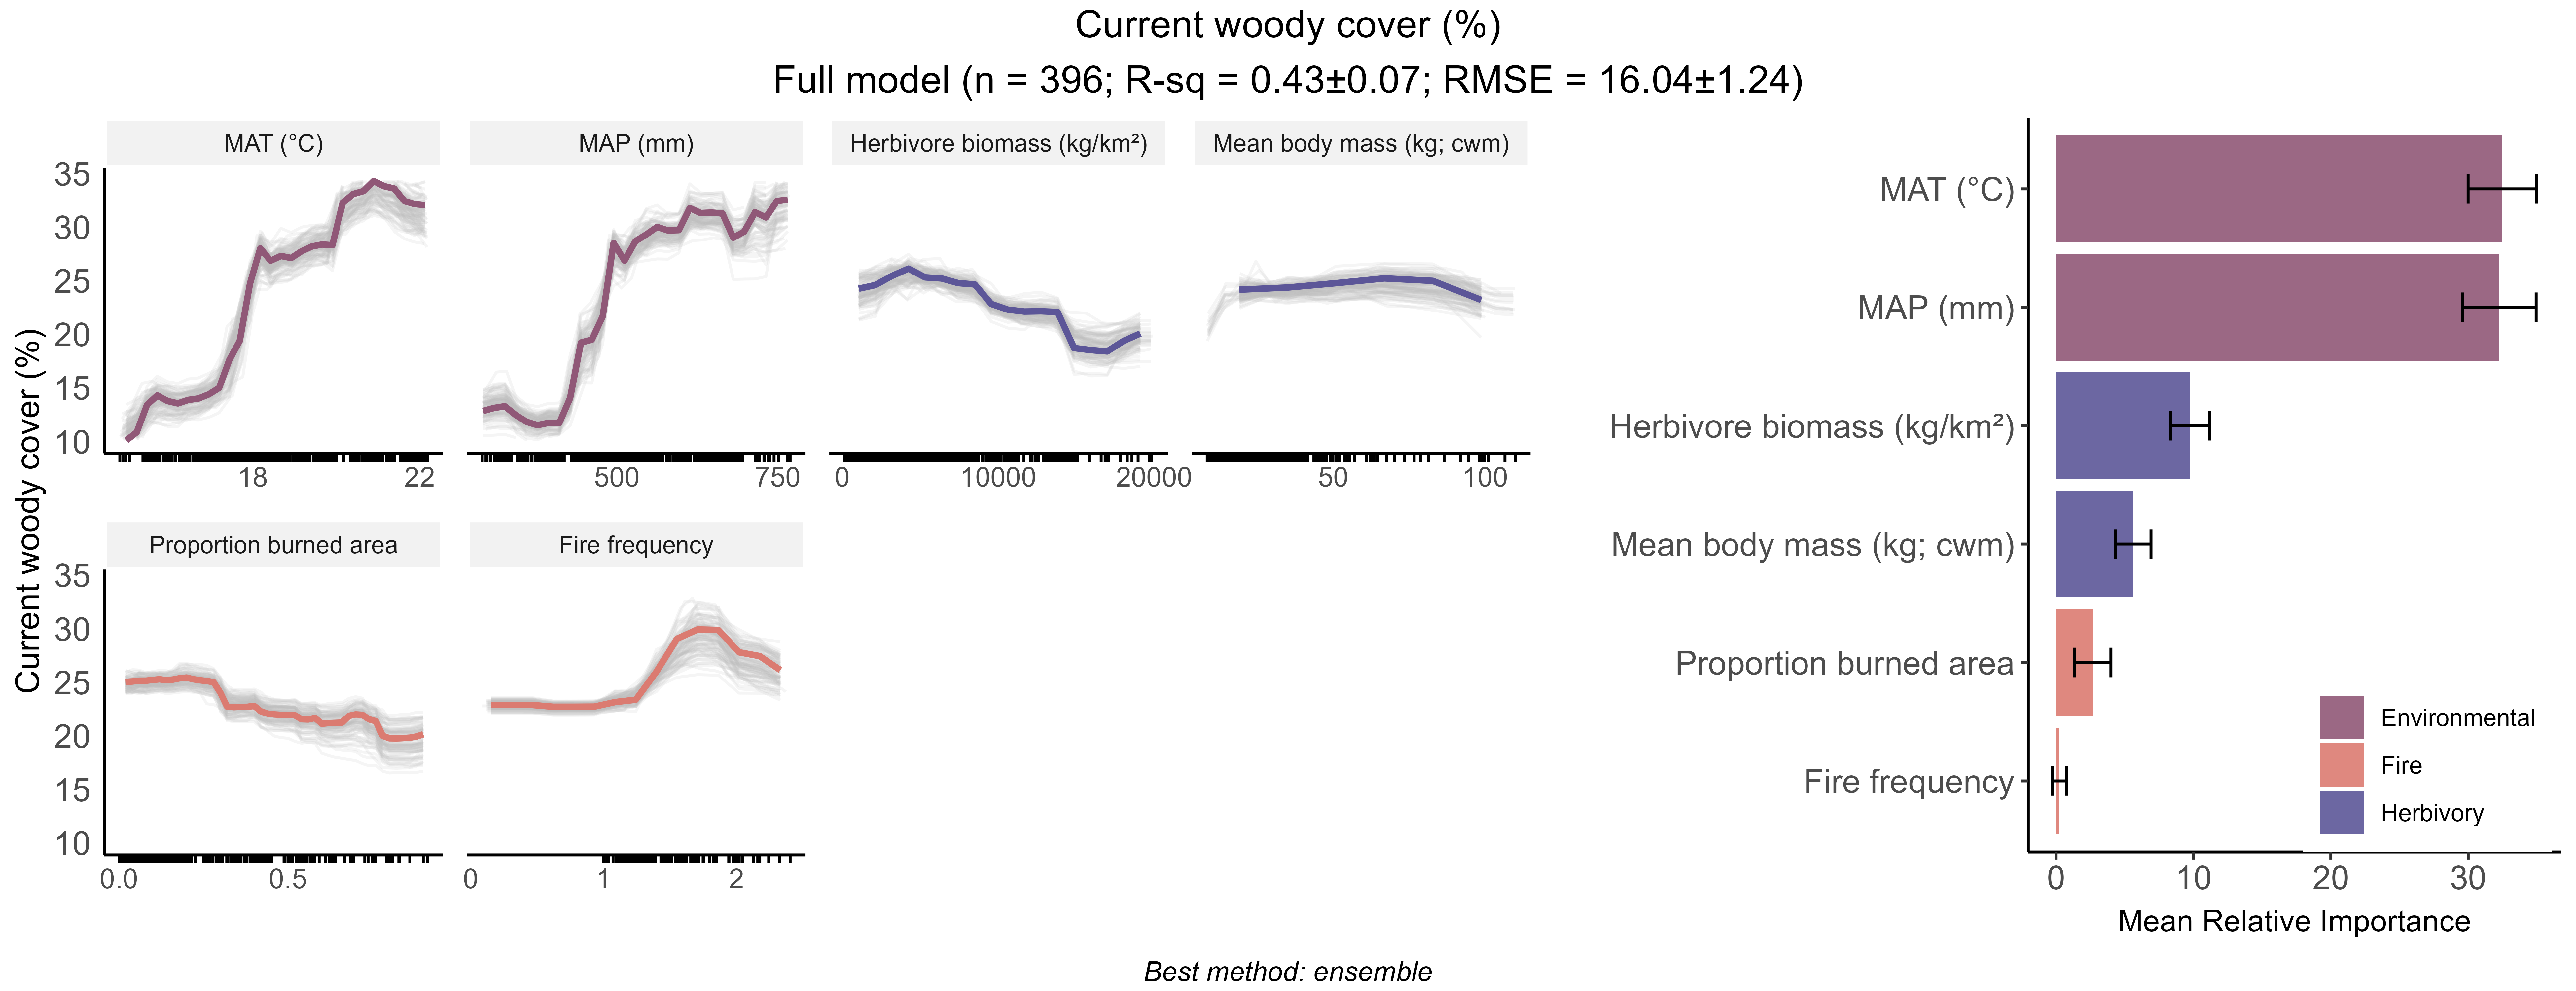 Current woody cover (%)
Full model (n = 396; R-sq = 0.43±0.07; RMSE = 16.04±1.24)
Current woody cover (%)
MAT (°C)
35
30
25
20
15
10
18 22
MAP (mm)
500 750
Herbivore biomass (kg/km²)
0 10000 20000
Mean body mass (kg; cwm)
50 100
Proportion burned area
35
30
25
20
15
10
0.0 0.5
Fire frequency
0 1 2
MAT (°C)
MAP (mm)
Herbivore biomass (kg/km²)
Mean body mass (kg; cwm)
Proportion burned area
Fire frequency
Environmental
Fire
Herbivory
0 10 20 30
Mean Relative Importance
Best method: ensemble